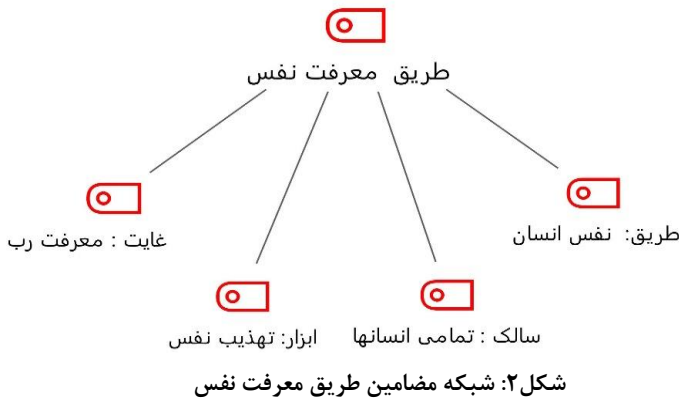 طریق معرفت نفس
طریق: نفس انسان
غایت : معرفت رب
سالک : تمامی انسانها
ابزار: تهذیب نفس
شکل۲: شبکه مضامین طریق معرفت نفس